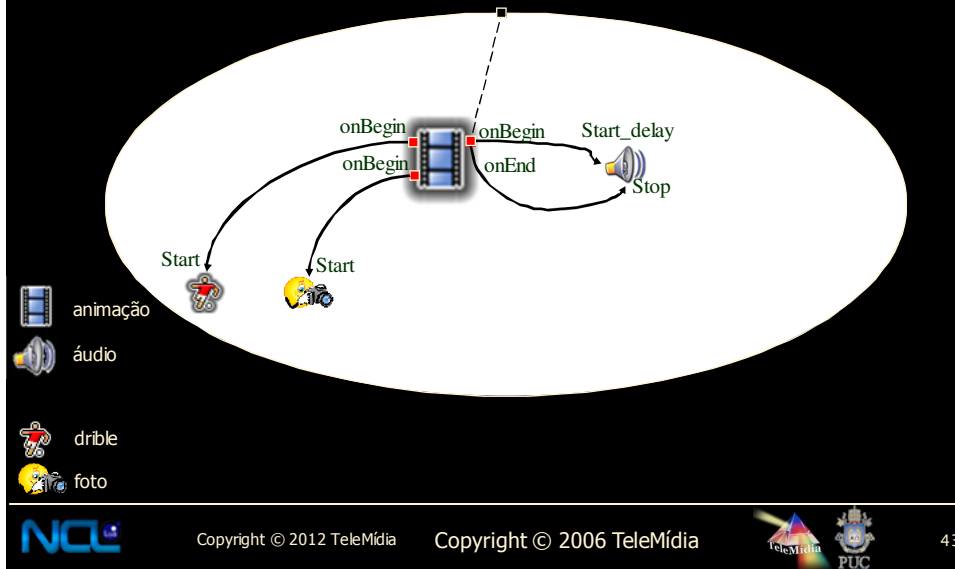 onBegin
onBegin
Start_delay
onBegin
onEnd
Stop
Start
Start
animação
áudio
drible
foto
NCL
Lua
Copyright © 2012 TeleMídia
Copyright © 2006 TeleMídia
TeleMídia
PUC
43